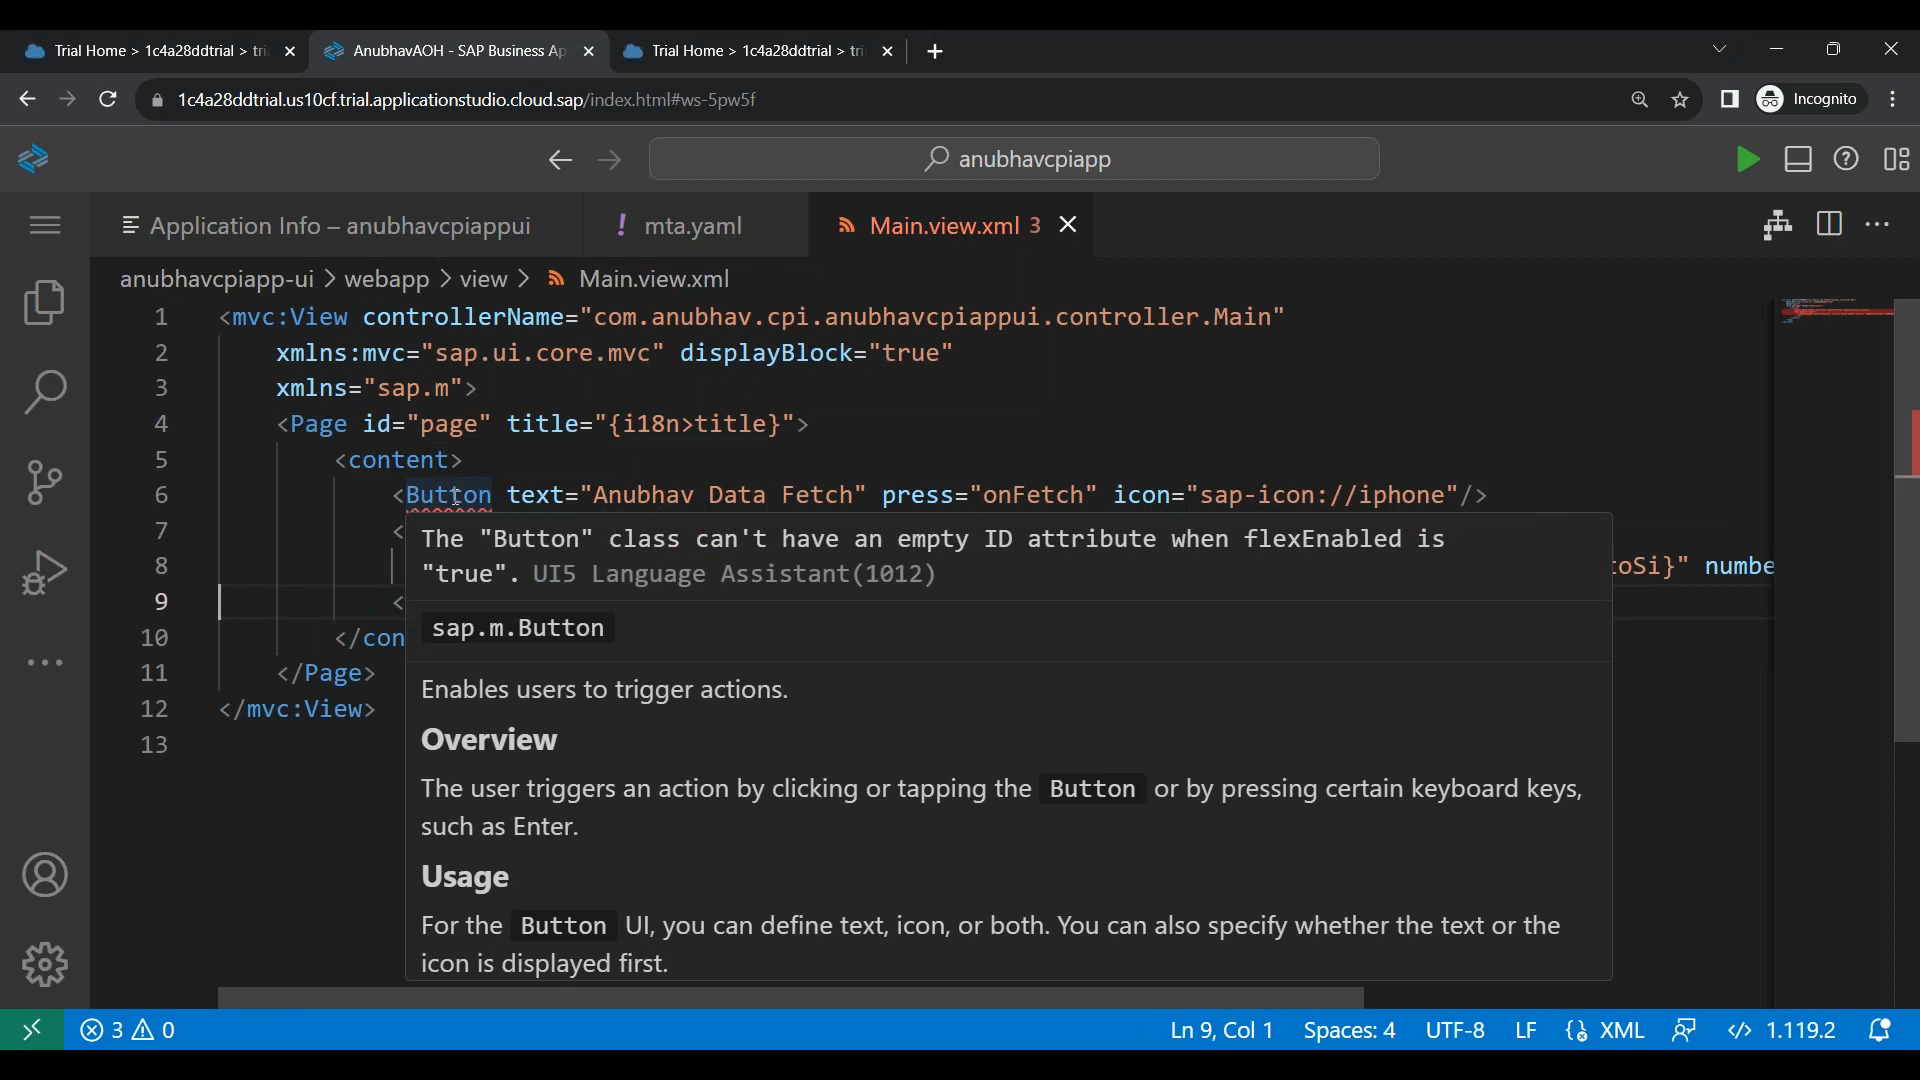 Trial Home > 1c4a28ddtrial > tri
AnubhavAOH - SAP Business Ap
Trial Home > 1c4a28ddtrial > tri
1c4a28ddtrial.us10cf.trial.applicationstudio.cloud.sap/index.html#ws-5pw5f
Incognito
anubhavcpiapp
Application Info – anubhavcpiappui
! mta.yaml
Main.view.xml 3
anubhavcpiapp-ui > webapp > view > Main.view.xml
1 <mvc:View controllerName="com.anubhav.cpi.anubhavcpiappui.controller.Main"
2 xmlns:mvc="sap.ui.core.mvc" displayBlock="true"
3 xmlns="sap.m">
4 <Page id="page" title="{i18n>title}">
5 <content>
6 <Button text="Anubhav Data Fetch" press="onFetch" icon="sap-icon://iphone"/>
7 <
8 oSi}" numbe
9 <
10 </con
11 </Page>
12 </mvc:View>
13
The "Button" class can't have an empty ID attribute when flexEnabled is
"true". UI5 Language Assistant(1012)
sap.m.Button
Enables users to trigger actions.
Overview
The user triggers an action by clicking or tapping the Button or by pressing certain keyboard keys,
such as Enter.
Usage
For the Button UI, you can define text, icon, or both. You can also specify whether the text or the
icon is displayed first.
3 0
Ln 9, Col 1
Spaces: 4
UTF-8
LF
XML
</> 1.119.2